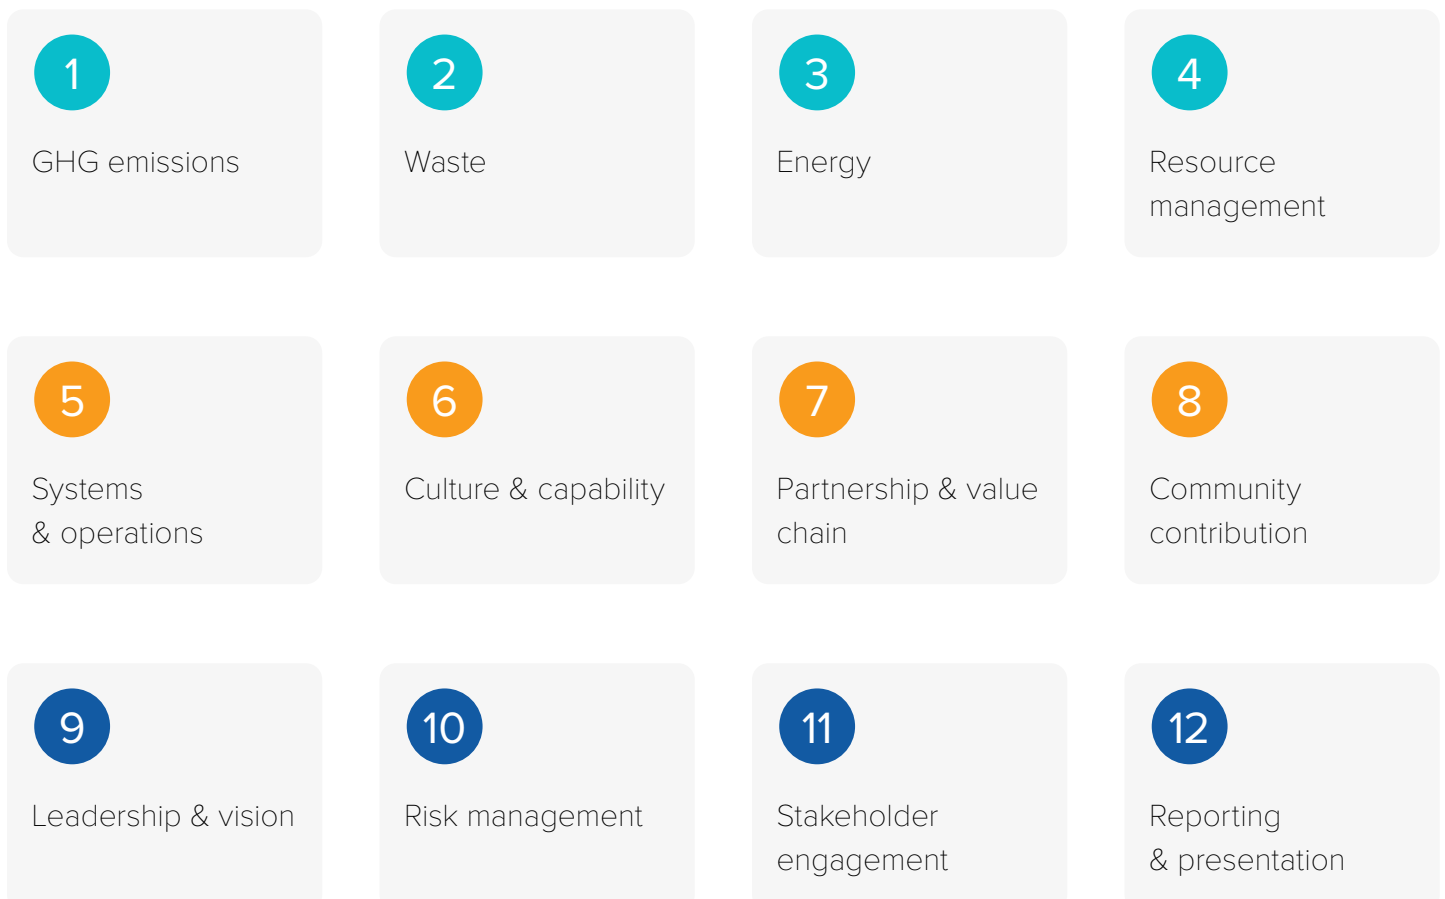 1
GHG emissions
2
Waste
3
Energy
4
Resource
management
5
Systems
& operations
6
Culture & capability
7
Partnership & value
chain
8
Community
contribution
9
Leadership & vision
10
Risk management
11
Stakeholder
engagement
12
Reporting
& presentation